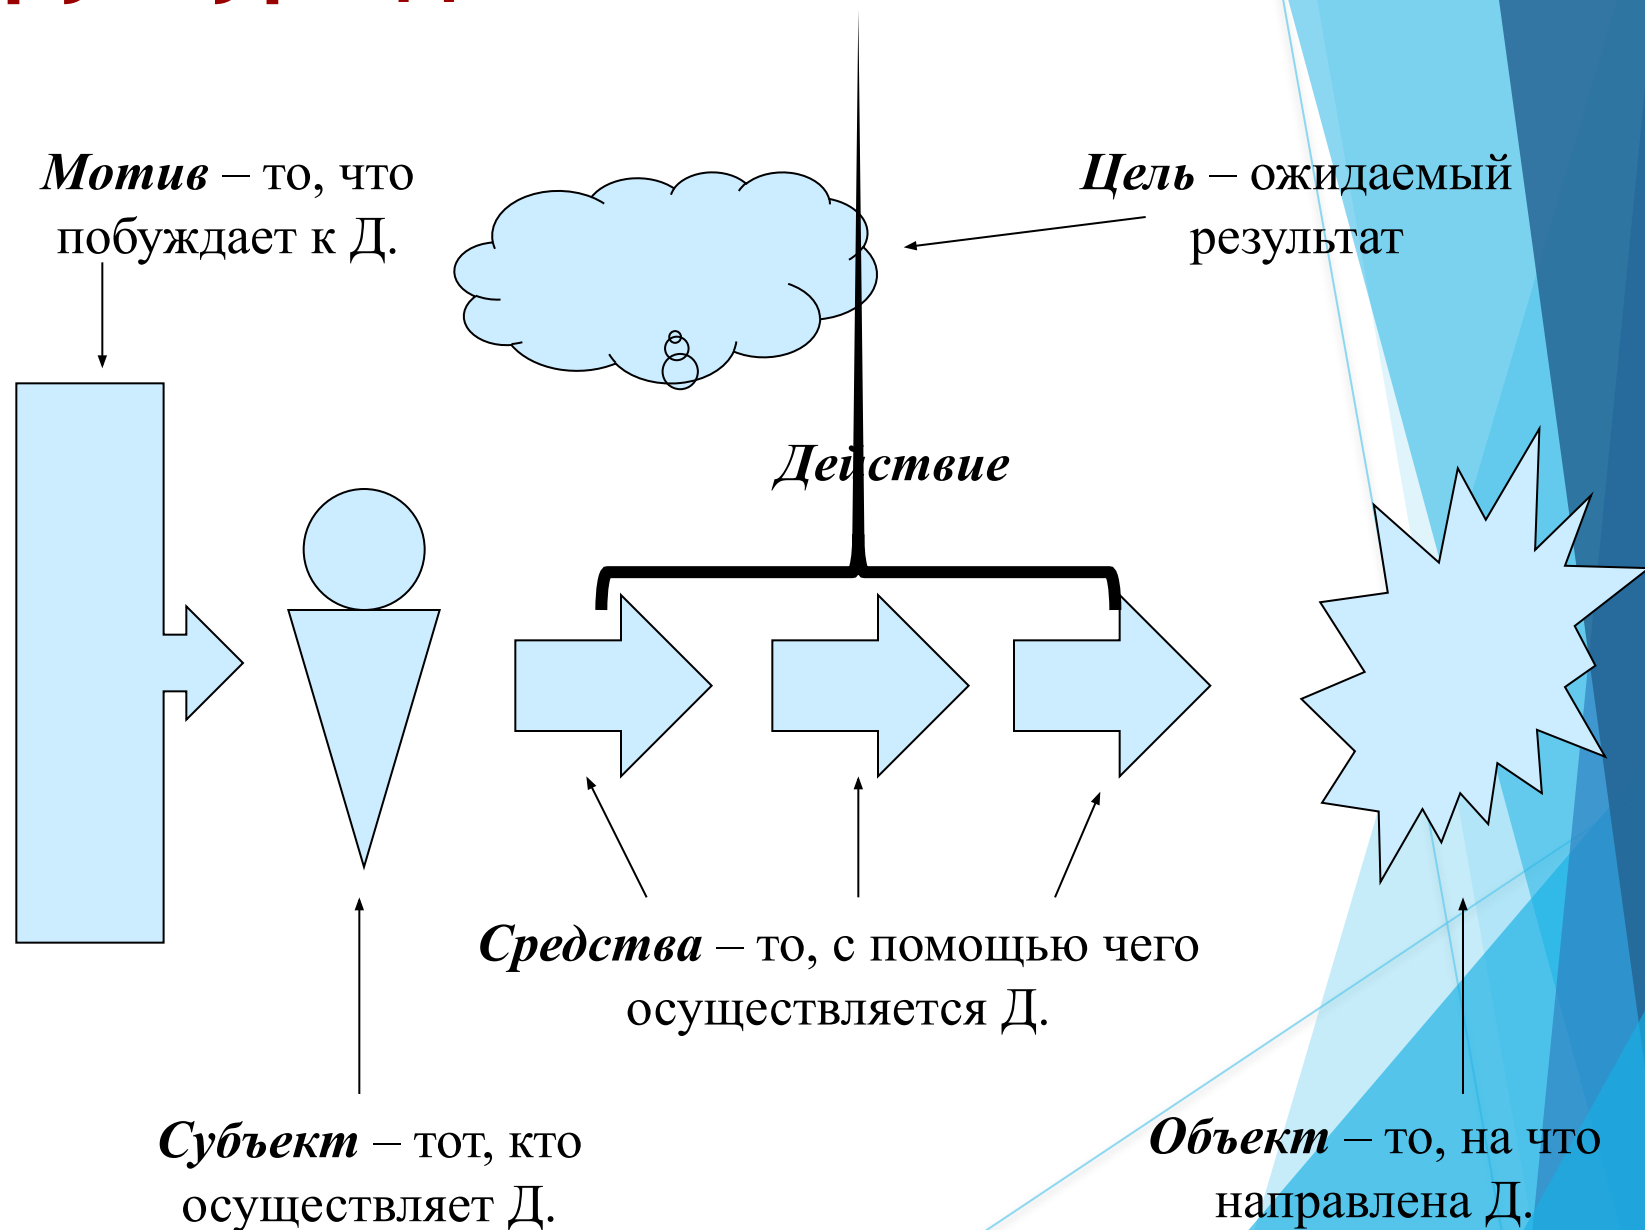 Мотив – то, что
побуждает к Д.
Цель – ожидаемый
результат
Действие
Средства – то, с помощью чего
осуществляется Д.
Субъект – тот, кто
осуществляет Д.
Объект – то, на что
направлена Д.